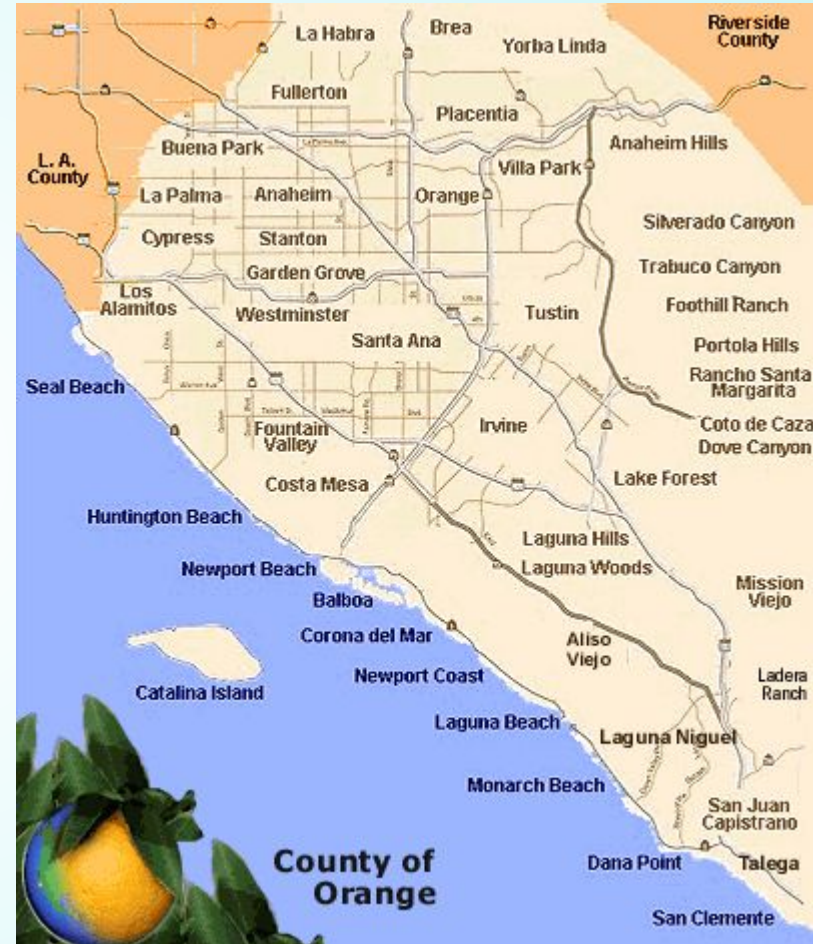 La Habra
Brea
Yorba Linda
Riverside
County
Fullerton
Placentia
Anaheim Hills
Buena Park
La Palma Ave.
Villa Park
L. A.
County
La Palma
Anaheim
Orange
Silverado Canyon
Cypress
Stanton
Trabuco Canyon
Garden Grove
Los
Alamitos
Westminster
Tustin
Foothill Ranch
Santa Ana
Portola Hills
Seal Beach
Rancho Santa
Margarita
Fountain
Valley
Irvine
Coto de Caza
Dove Canyon
Costa Mesa
Lake Forest
Huntington Beach
Laguna Hills
Newport Beach
Laguna Woods
Mission
Viejo
Balboa
Corona del Mar
Aliso
Viejo
Newport Coast
Ladera
Ranch
Catalina Island
Laguna Beach
Laguna Niguel
Monarch Beach
San Juan
Capistrano
County of
Orange
Dana Point
Talega
San Clemente